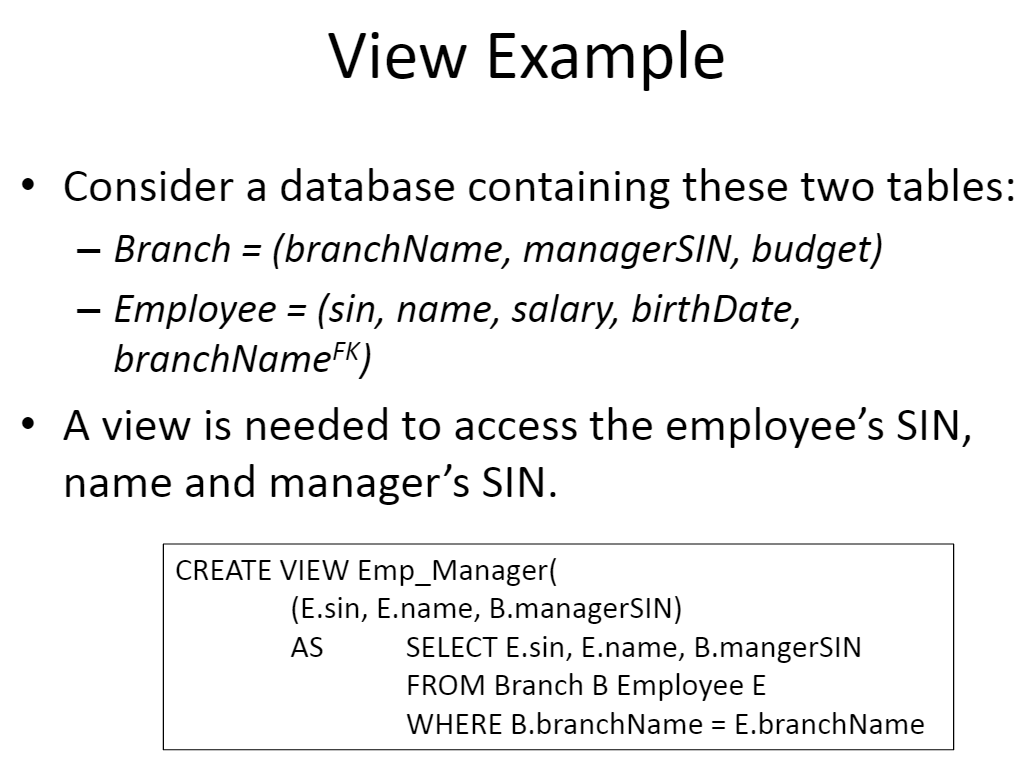 View Example
• Consider a database containing these two tables:
– Branch = (branchName, managerSIN, budget)
– Employee = (sin, name, salary, birthDate,
branchNameFK)
• A view is needed to access the employee’s SIN,
name and manager’s SIN.
CREATE VIEW Emp_Manager(
(E.sin, E.name, B.managerSIN)
AS SELECT E.sin, E.name, B.mangerSIN
FROM Branch B Employee E
WHERE B.branchName = E.branchName